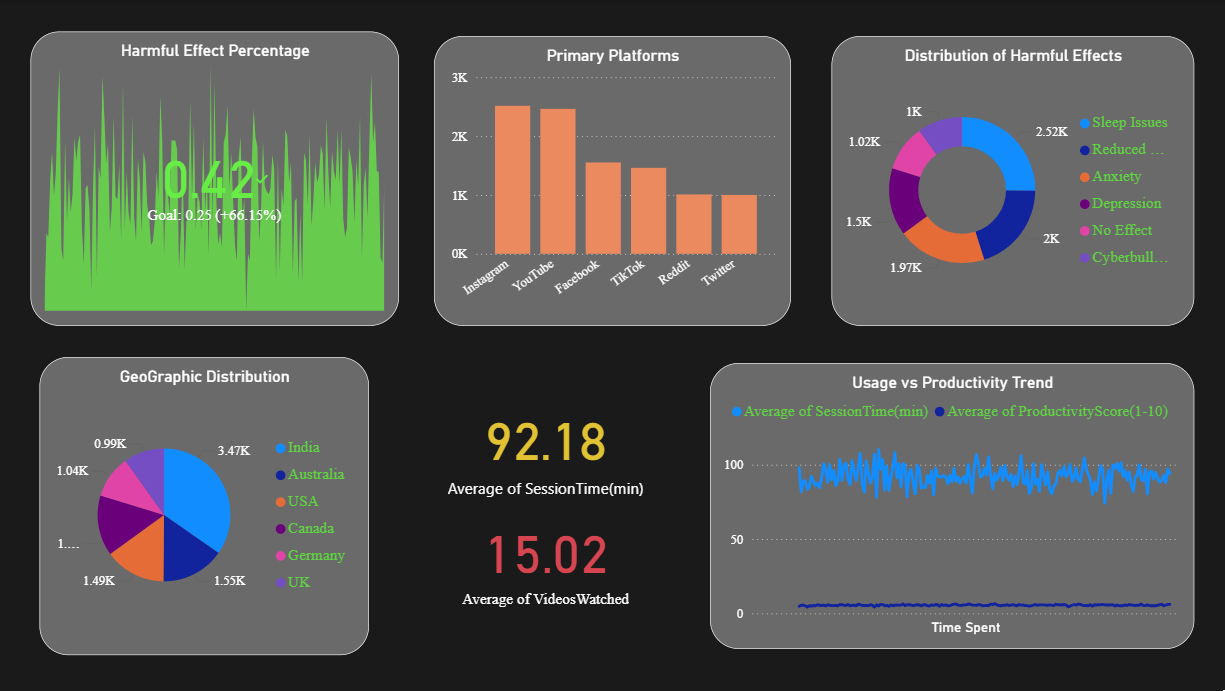 Harmful Effect Percentage
0.42
Goal: 0.25 (+66.15%)
Primary Platforms
3K
2K
1K
0K
Instagram
YouTube
Facebook
TikTok
Reddit
Twitter
Distribution of Harmful Effects
1K
2.52K
1.02K
1.5K
2K
1.97K
Sleep Issues
Reduced ...
Anxiety
Depression
No Effect
Cyberbull...
GeoGraphic Distribution
0.99K
3.47K
1.04K
1....
1.49K
1.55K
India
Australia
USA
Canada
Germany
UK
92.18
Average of SessionTime(min)
15.02
Average of VideosWatched
Usage vs Productivity Trend
Average of SessionTime(min) Average of ProductivityScore(1-10)
100
50
0
Time Spent